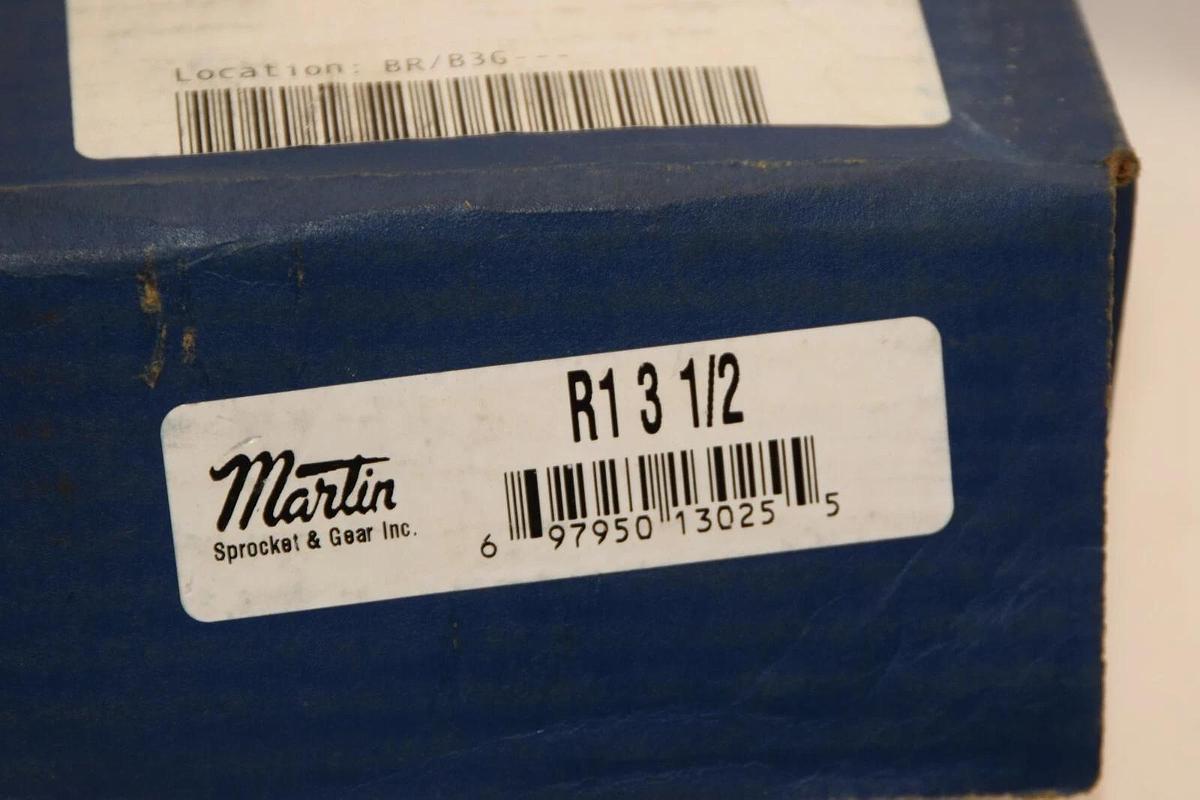 Location: BR/B3G---
R1 3 1/2
Martin
Sprocket & Gear Inc.
6 97950 13025 5